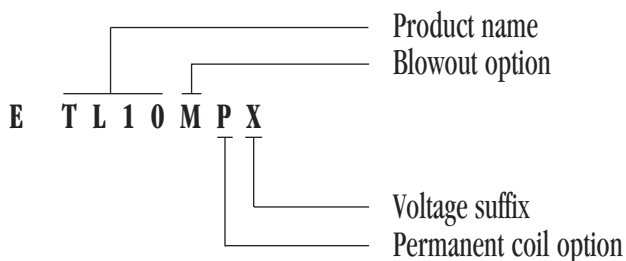 Product name
Blowout option
E TL10MPX
Voltage suffix
Permanent coil option